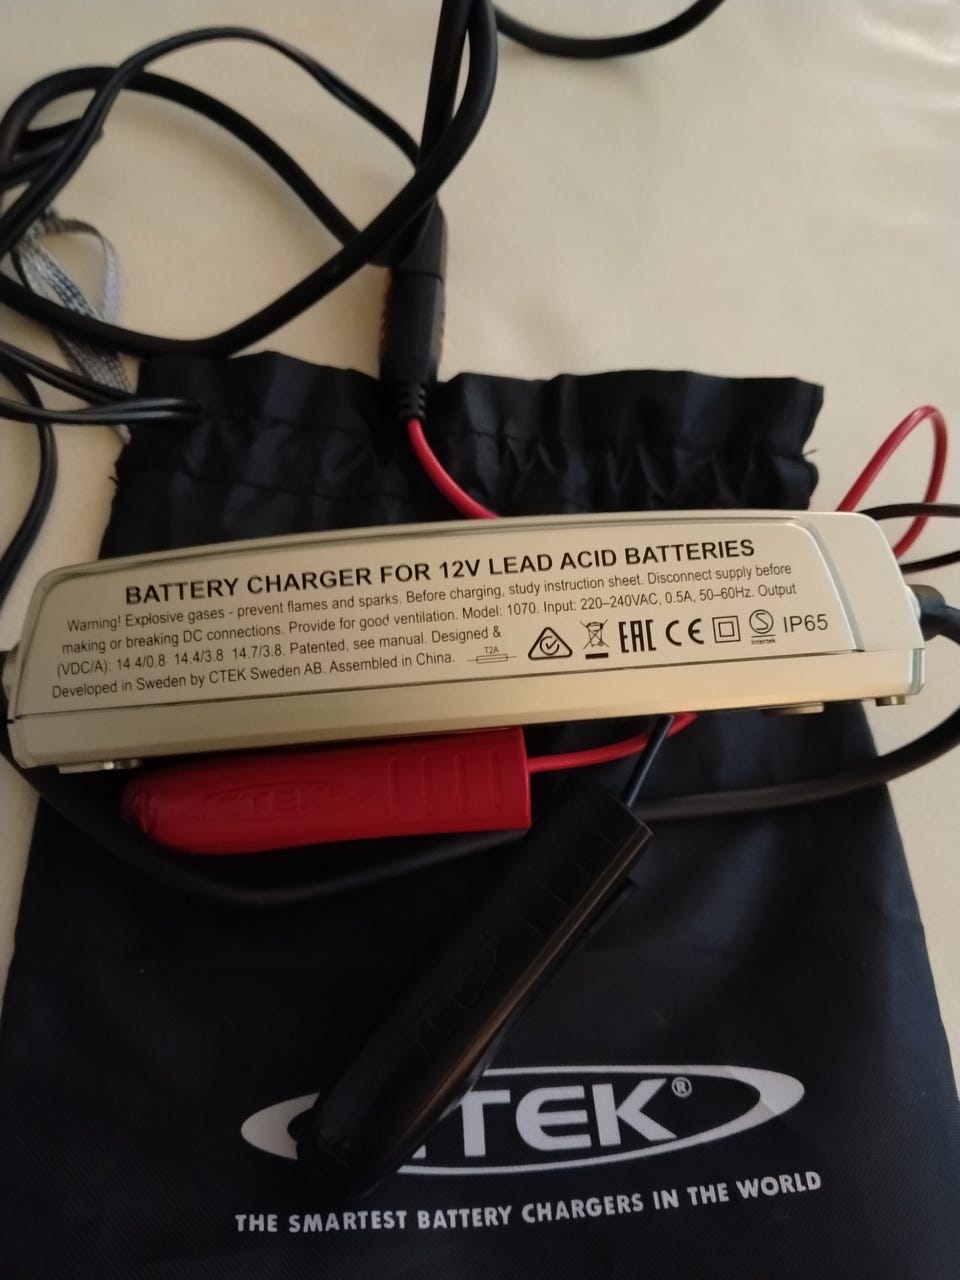 BATTERY CHARGER FOR 12V LEAD ACID BATTERIES
Warning! Explosive gases - prevent flames and sparks. Before charging, study instruction sheet. Disconnect supply before
making or breaking DC connections. Provide for good ventilation. Model: 1070. Input: 220–240VAC, 0.5A, 50–60Hz. Output
(VDC/A): 14.4/0.8 14.4/3.8 14.7/3.8. Patented, see manual. Designed &
Developed in Sweden by CTEK Sweden AB. Assembled in China.
T2A
EAC CE S Intertek IP65
CTEK
CTEK
TEK®
THE SMARTEST BATTERY CHARGERS IN THE WORLD